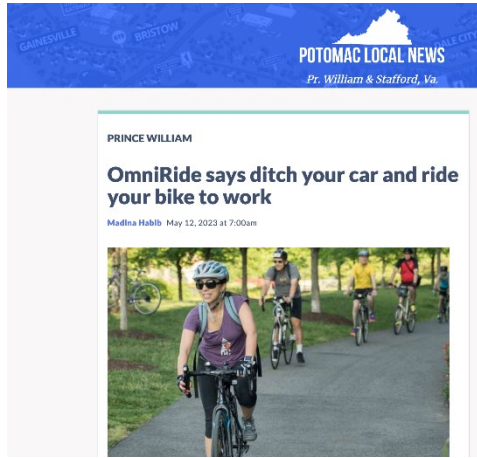 GAINESVILLE
BRISTOW
POTOMAC LOCAL NEWS
Pr. William & Stafford, Va.
PRINCE WILLIAM
OmniRide says ditch your car and ride
your bike to work
Madina Habib May 12, 2023 at 7:00am